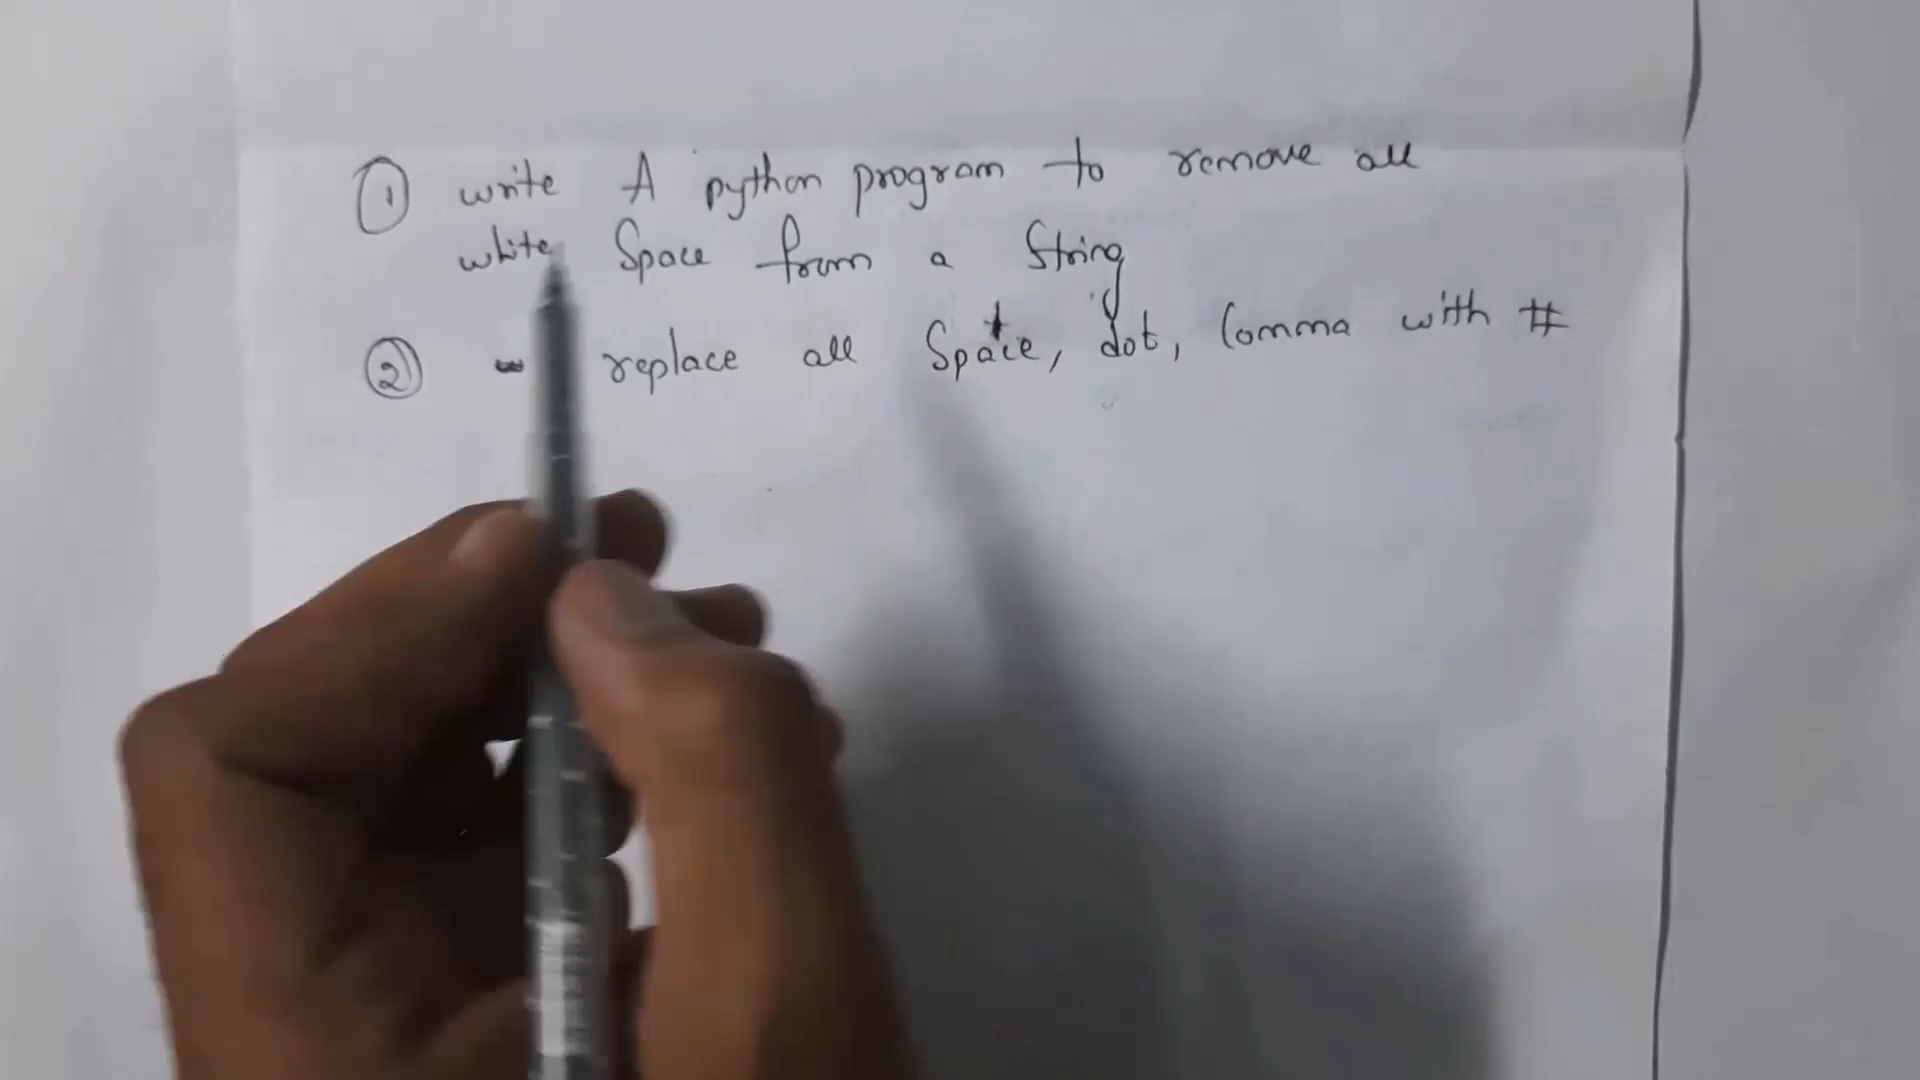 ① write A python program to remove all
white Space from a String
② replace all Space, dot, Comma with #